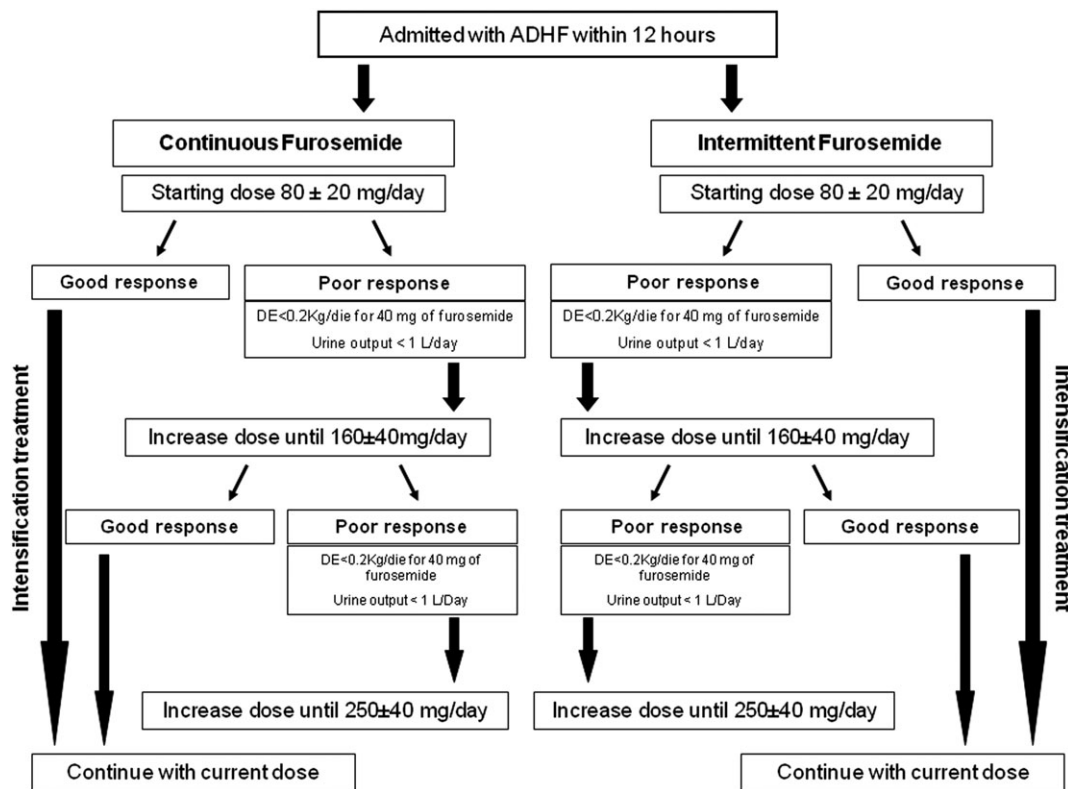 Admitted with ADHF within 12 hours
Continuous Furosemide
Intermittent Furosemide
Starting dose 80 ± 20 mg/day
Starting dose 80 ± 20 mg/day
Good response
Poor response
DE<0.2Kg/die for 40 mg of furosemide
Urine output < 1 L/day
Poor response
DE<0.2Kg/die for 40 mg of furosemide
Urine output < 1 L/day
Good response
Intensification treatment
Intensification treatment
Increase dose until 160±40mg/day
Increase dose until 160±40 mg/day
Good response
Poor response
DE<0.2Kg/die for 40 mg of
furosemide
Urine output < 1 L/Day
Poor response
DE<0.2Kg/die for 40 mg of
furosemide
Urine output < 1 L/Day
Good response
Increase dose until 250±40 mg/day
Increase dose until 250±40 mg/day
Continue with current dose
Continue with current dose